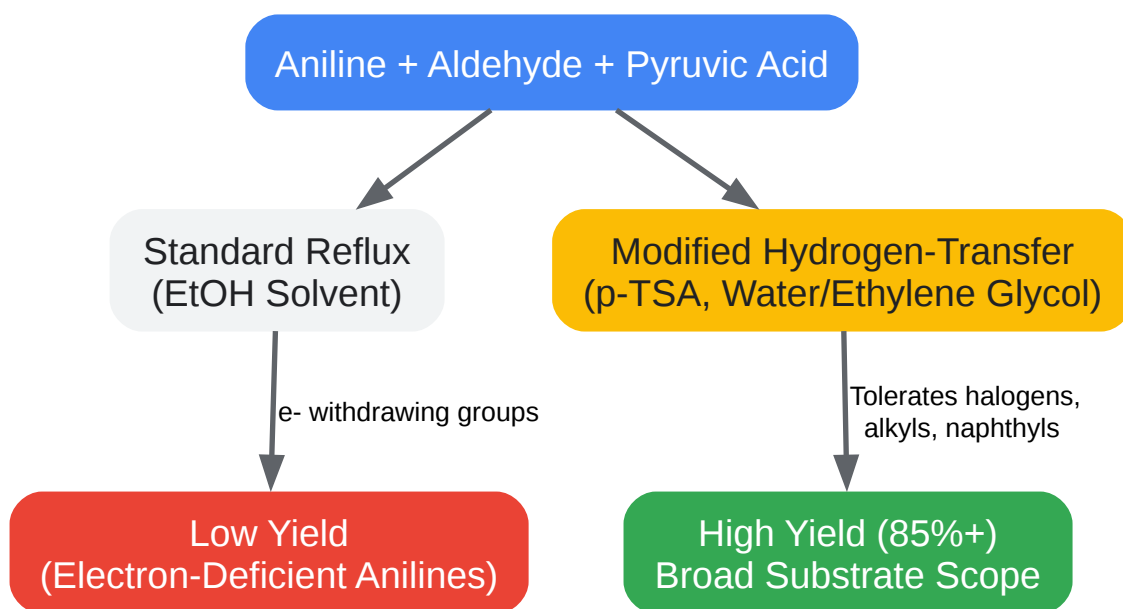 Aniline + Aldehyde + Pyruvic Acid
Standard Reflux
(EtOH Solvent)
Modified Hydrogen-Transfer
(p-TSA, Water/Ethylene Glycol)
e- withdrawing groups
Tolerates halogens,
alkyls, naphthyls
Low Yield
(Electron-Deficient Anilines)
High Yield (85%+)
Broad Substrate Scope